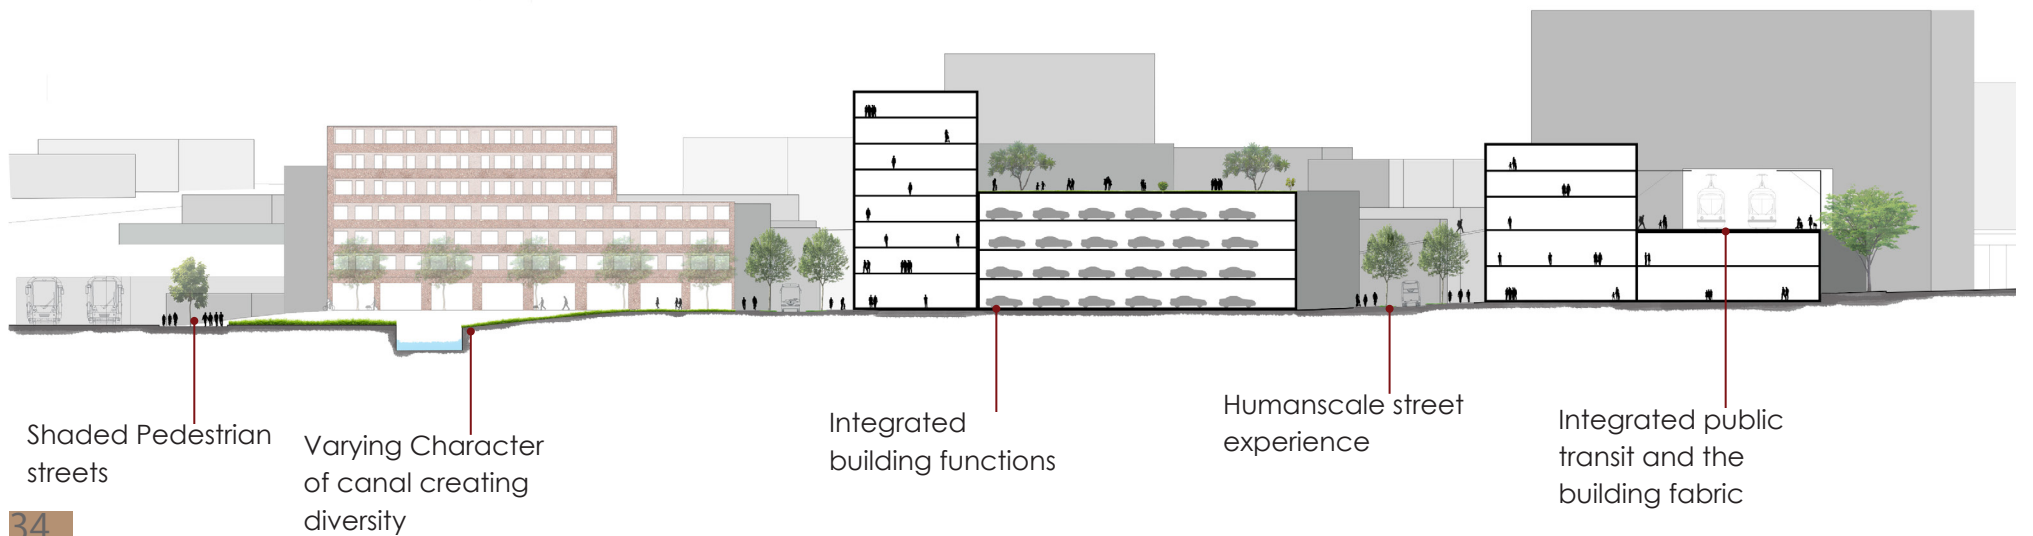 Shaded Pedestrian
streets
Varying Character
of canal creating
diversity
Integrated
building functions
Humanscale street
experience
Integrated public
transit and the
building fabric
34